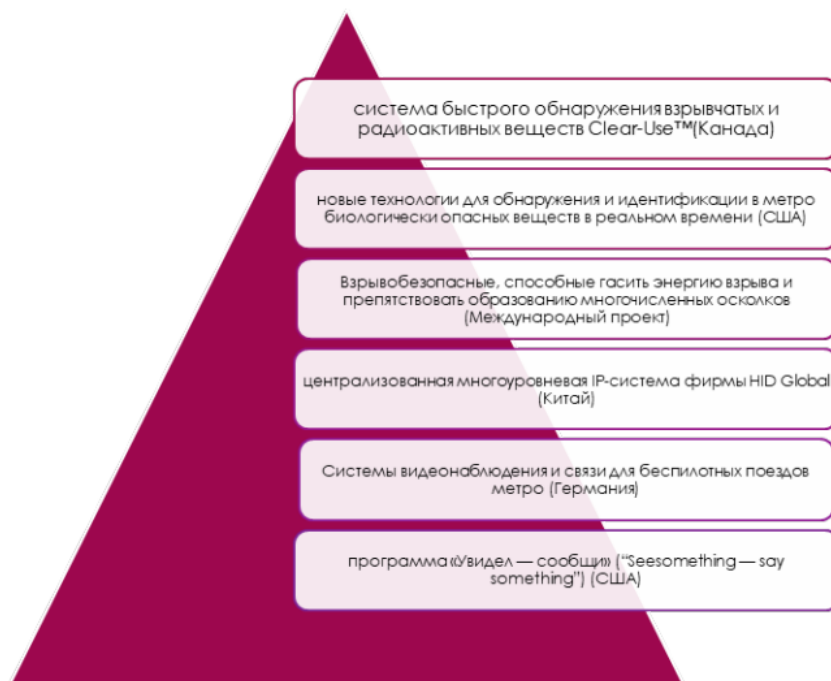 система быстрого обнаружения взрывчатых и
радиоактивных веществ Clear-Use™(Канада)
новые технологии для обнаружения и идентификации в метро
биологически опасных веществ в реальном времени (США)
Взрывобезопасные, способные гасить энергию взрыва и
препятствовать образованию многочисленных осколков
(Международный проект)
централизованная многоуровневая IP-система фирмы HID Global
(Китай)
Системы видеонаблюдения и связи для беспилотных поездов
метро (Германия)
программа «Увидел — сообщи» (“Seesomething — say
something”) (США)